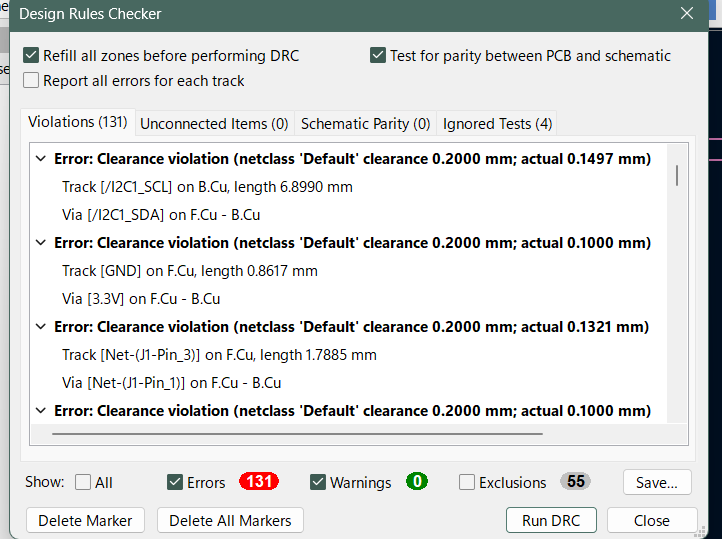 Design Rules Checker
Refill all zones before performing DRC
Test for parity between PCB and schematic
Report all errors for each track
Violations (131) Unconnected Items (0) Schematic Parity (0) Ignored Tests (4)
Error: Clearance violation (netclass 'Default' clearance 0.2000 mm; actual 0.1497 mm)
Track [/I2C1_SCL] on B.Cu, length 6.8990 mm
Via [/I2C1_SDA] on F.Cu - B.Cu
Error: Clearance violation (netclass 'Default' clearance 0.2000 mm; actual 0.1000 mm)
Track [GND] on F.Cu, length 0.8617 mm
Via [3.3V] on F.Cu - B.Cu
Error: Clearance violation (netclass 'Default' clearance 0.2000 mm; actual 0.1321 mm)
Track [Net-(J1-Pin_3)] on F.Cu, length 1.7885 mm
Via [Net-(J1-Pin_1)] on F.Cu - B.Cu
Error: Clearance violation (netclass 'Default' clearance 0.2000 mm; actual 0.1000 mm)
Show: All Errors 131 Warnings 0 Exclusions 55 Save...
Delete Marker Delete All Markers Run DRC Close